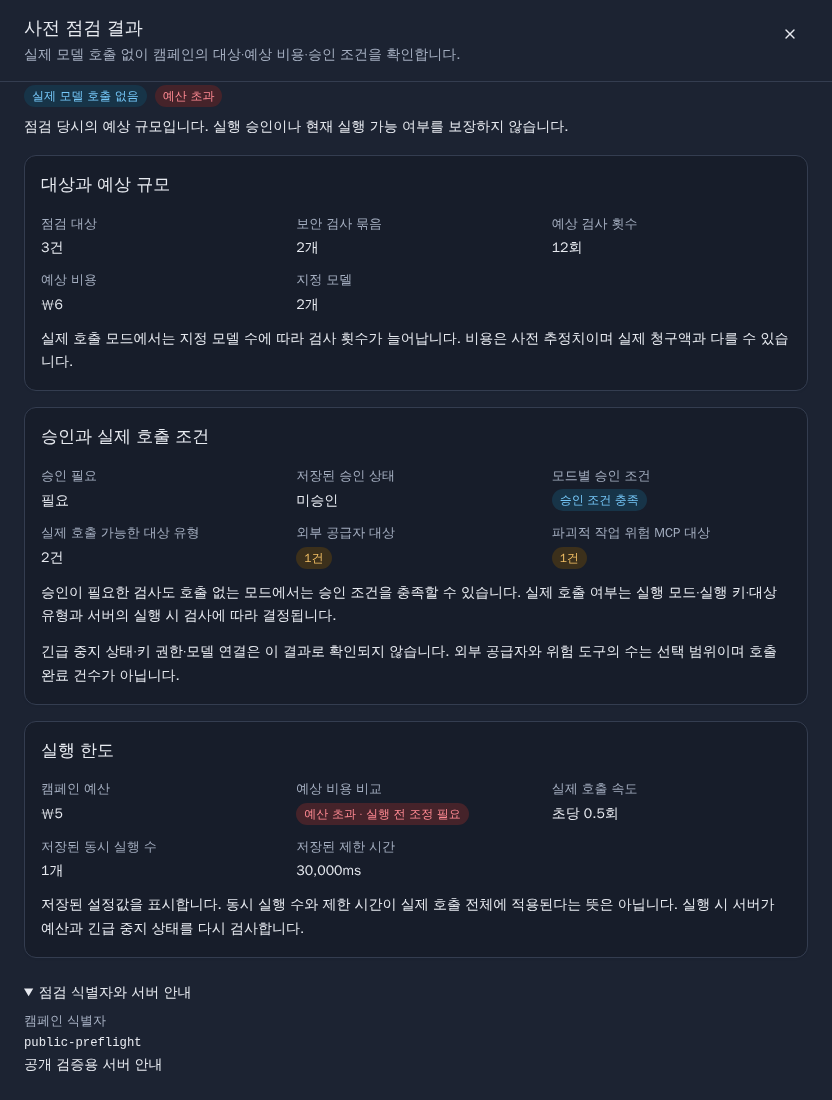 사전 점검 결과
실제 모델 호출 없이 캠페인의 대상·예상 비용·승인 조건을 확인합니다.
×
실제 모델 호출 없음 예산 초과
점검 당시의 예상 규모입니다. 실행 승인이나 현재 실행 가능 여부를 보장하지 않습니다.
대상과 예상 규모
점검 대상 보안 검사 묶음 예상 검사 횟수
3건 2개 12회
예상 비용 지정 모델
₩6 2개
실제 호출 모드에서는 지정 모델 수에 따라 검사 횟수가 늘어납니다. 비용은 사전 추정치이며 실제 청구액과 다를 수 있습
니다.
승인과 실제 호출 조건
승인 필요 저장된 승인 상태 모드별 승인 조건
필요 미승인 승인 조건 충족
실제 호출 가능한 대상 유형 외부 공급자 대상 파괴적 작업 위험 MCP 대상
2건 1건 1건
승인이 필요한 검사도 호출 없는 모드에서는 승인 조건을 충족할 수 있습니다. 실제 호출 여부는 실행 모드·실행 키·대상
유형과 서버의 실행 시 검사에 따라 결정됩니다.
긴급 중지 상태·키 권한·모델 연결은 이 결과로 확인되지 않습니다. 외부 공급자와 위험 도구의 수는 선택 범위이며 호출
완료 건수가 아닙니다.
실행 한도
캠페인 예산 예상 비용 비교 실제 호출 속도
₩5 예산 초과 · 실행 전 조정 필요 초당 0.5회
저장된 동시 실행 수 저장된 제한 시간
1개 30,000ms
저장된 설정값을 표시합니다. 동시 실행 수와 제한 시간이 실제 호출 전체에 적용된다는 뜻은 아닙니다. 실행 시 서버가
예산과 긴급 중지 상태를 다시 검사합니다.
▼ 점검 식별자와 서버 안내
캠페인 식별자
public-preflight
공개 검증용 서버 안내